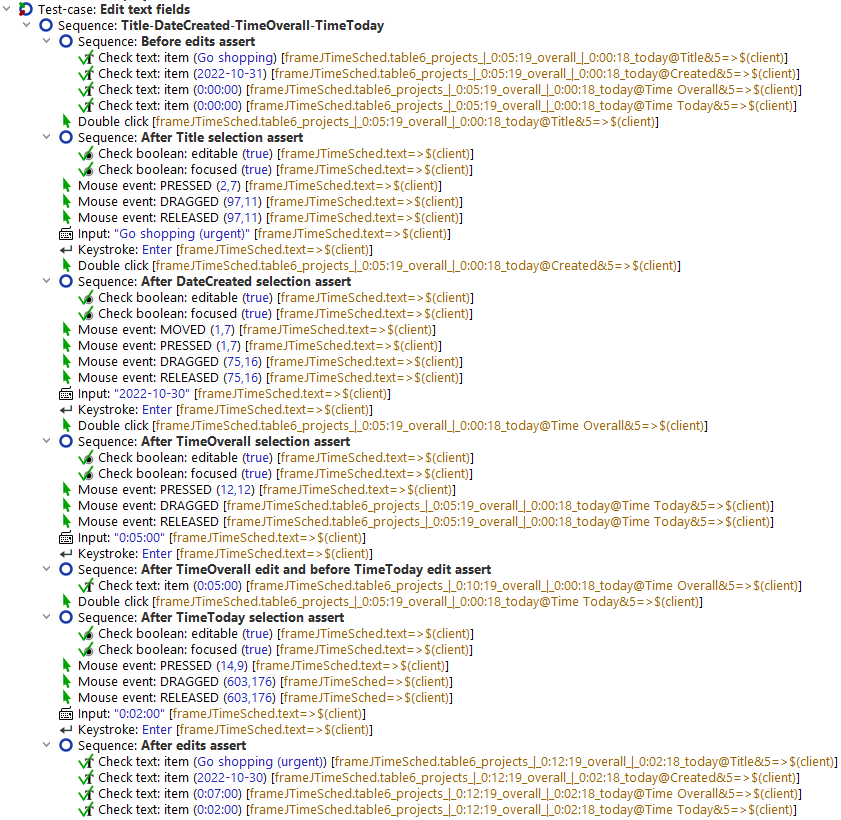 Test-case: Edit text fields
Sequence: Title-DateCreated-TimeOverall-TimeToday
Sequence: Before edits assert
Check text: item (Go shopping) [frameJTimeSched.table6_projects_|_0:05:19_overall_|_0:00:18_today@Title&5=>$(client)]
Check text: item (2022-10-31) [frameJTimeSched.table6_projects_|_0:05:19_overall_|_0:00:18_today@Created&5=>$(client)]
Check text: item (0:00:00) [frameJTimeSched.table6_projects_|_0:05:19_overall_|_0:00:18_today@Time Overall&5=>$(client)]
Check text: item (0:00:00) [frameJTimeSched.table6_projects_|_0:05:19_overall_|_0:00:18_today@Time Today&5=>$(client)]
Double click [frameJTimeSched.table6_projects_|_0:05:19_overall_|_0:00:18_today@Title&5=>$(client)]
Sequence: After Title selection assert
Check boolean: editable (true) [frameJTimeSched.text=>$(client)]
Check boolean: focused (true) [frameJTimeSched.text=>$(client)]
Mouse event: PRESSED (2,7) [frameJTimeSched.text=>$(client)]
Mouse event: DRAGGED (97,11) [frameJTimeSched.text=>$(client)]
Mouse event: RELEASED (97,11) [frameJTimeSched.text=>$(client)]
Input: "Go shopping (urgent)" [frameJTimeSched.text=>$(client)]
Keystroke: Enter [frameJTimeSched.text=>$(client)]
Double click [frameJTimeSched.table6_projects_|_0:05:19_overall_|_0:00:18_today@Created&5=>$(client)]
Sequence: After DateCreated selection assert
Check boolean: editable (true) [frameJTimeSched.text=>$(client)]
Check boolean: focused (true) [frameJTimeSched.text=>$(client)]
Mouse event: MOVED (1,7) [frameJTimeSched.text=>$(client)]
Mouse event: PRESSED (1,7) [frameJTimeSched.text=>$(client)]
Mouse event: DRAGGED (75,16) [frameJTimeSched.text=>$(client)]
Mouse event: RELEASED (75,16) [frameJTimeSched.text=>$(client)]
Input: "2022-10-30" [frameJTimeSched.text=>$(client)]
Keystroke: Enter [frameJTimeSched.text=>$(client)]
Double click [frameJTimeSched.table6_projects_|_0:05:19_overall_|_0:00:18_today@Time Overall&5=>$(client)]
Sequence: After TimeOverall selection assert
Check boolean: editable (true) [frameJTimeSched.text=>$(client)]
Check boolean: focused (true) [frameJTimeSched.text=>$(client)]
Mouse event: PRESSED (12,12) [frameJTimeSched.text=>$(client)]
Mouse event: DRAGGED [frameJTimeSched.table6_projects_|_0:05:19_overall_|_0:00:18_today@Time Today&5=>$(client)]
Mouse event: RELEASED [frameJTimeSched.table6_projects_|_0:05:19_overall_|_0:00:18_today@Time Today&5=>$(client)]
Input: "0:05:00" [frameJTimeSched.text=>$(client)]
Keystroke: Enter [frameJTimeSched.text=>$(client)]
Sequence: After TimeOverall edit and before TimeToday edit assert
Check text: item (0:05:00) [frameJTimeSched.table6_projects_|_0:10:19_overall_|_0:00:18_today@Time Overall&5=>$(client)]
Double click [frameJTimeSched.table6_projects_|_0:05:19_overall_|_0:00:18_today@Time Today&5=>$(client)]
Sequence: After TimeToday selection assert
Check boolean: editable (true) [frameJTimeSched.text=>$(client)]
Check boolean: focused (true) [frameJTimeSched.text=>$(client)]
Mouse event: PRESSED (14,9) [frameJTimeSched.text=>$(client)]
Mouse event: DRAGGED (603,176) [frameJTimeSched=>$(client)]
Mouse event: RELEASED (603,176) [frameJTimeSched=>$(client)]
Input: "0:02:00" [frameJTimeSched.text=>$(client)]
Keystroke: Enter [frameJTimeSched.text=>$(client)]
Sequence: After edits assert
Check text: item (Go shopping (urgent)) [frameJTimeSched.table6_projects_|_0:12:19_overall_|_0:02:18_today@Title&5=>$(client)]
Check text: item (2022-10-30) [frameJTimeSched.table6_projects_|_0:12:19_overall_|_0:02:18_today@Created&5=>$(client)]
Check text: item (0:07:00) [frameJTimeSched.table6_projects_|_0:12:19_overall_|_0:02:18_today@Time Overall&5=>$(client)]
Check text: item (0:02:00) [frameJTimeSched.table6_projects_|_0:12:19_overall_|_0:02:18_today@Time Today&5=>$(client)]